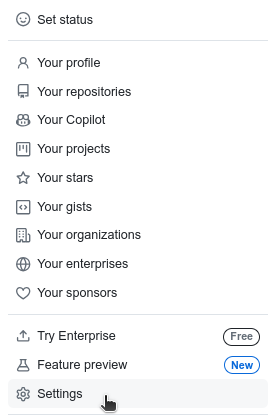 Set status
Your profile
Your repositories
Your Copilot
Your projects
Your stars
Your gists
Your organizations
Your enterprises
Your sponsors
Try Enterprise Free
Feature preview New
Settings